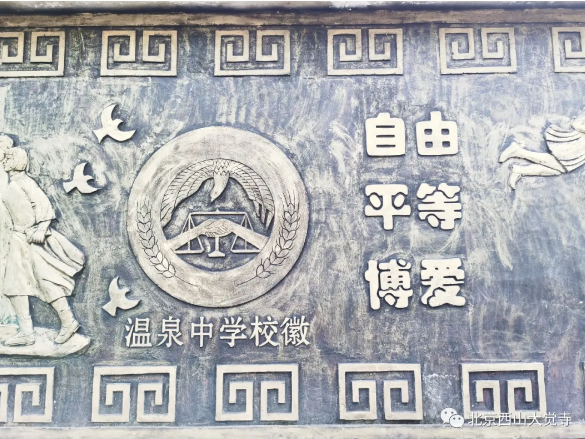 自由
平等
博爱
温泉中学校徽
北京西山大觉寺